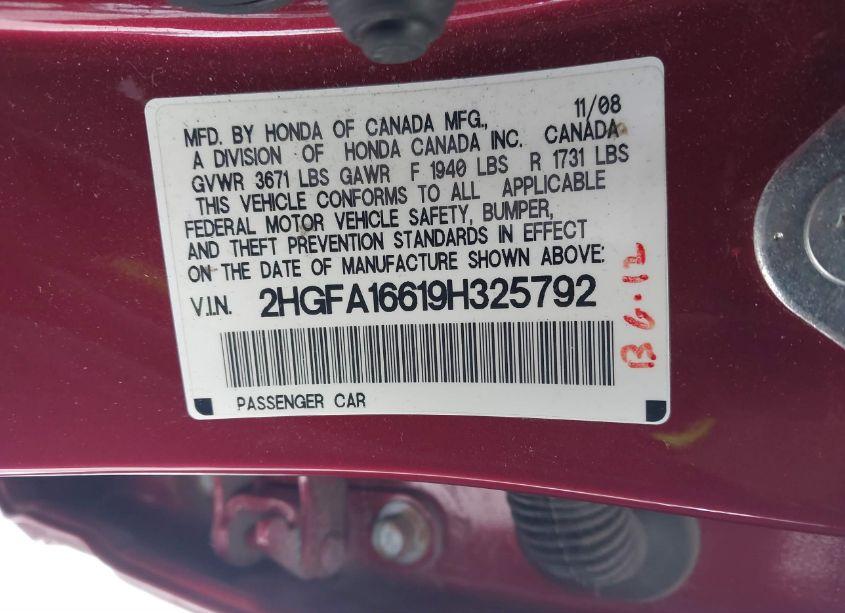 11/08
MFD. BY HONDA OF CANADA MFG.,
A DIVISION OF HONDA CANADA INC. CANADA
GVWR 3671 LBS GAWR F 1940 LBS R 1731 LBS
THIS VEHICLE CONFORMS TO ALL APPLICABLE
FEDERAL MOTOR VEHICLE SAFETY, BUMPER,
AND THEFT PREVENTION STANDARDS IN EFFECT
ON THE DATE OF MANUFACTURE SHOWN ABOVE:
V.I.N. 2HGFA16619H325792
PASSENGER CAR
B 6-12